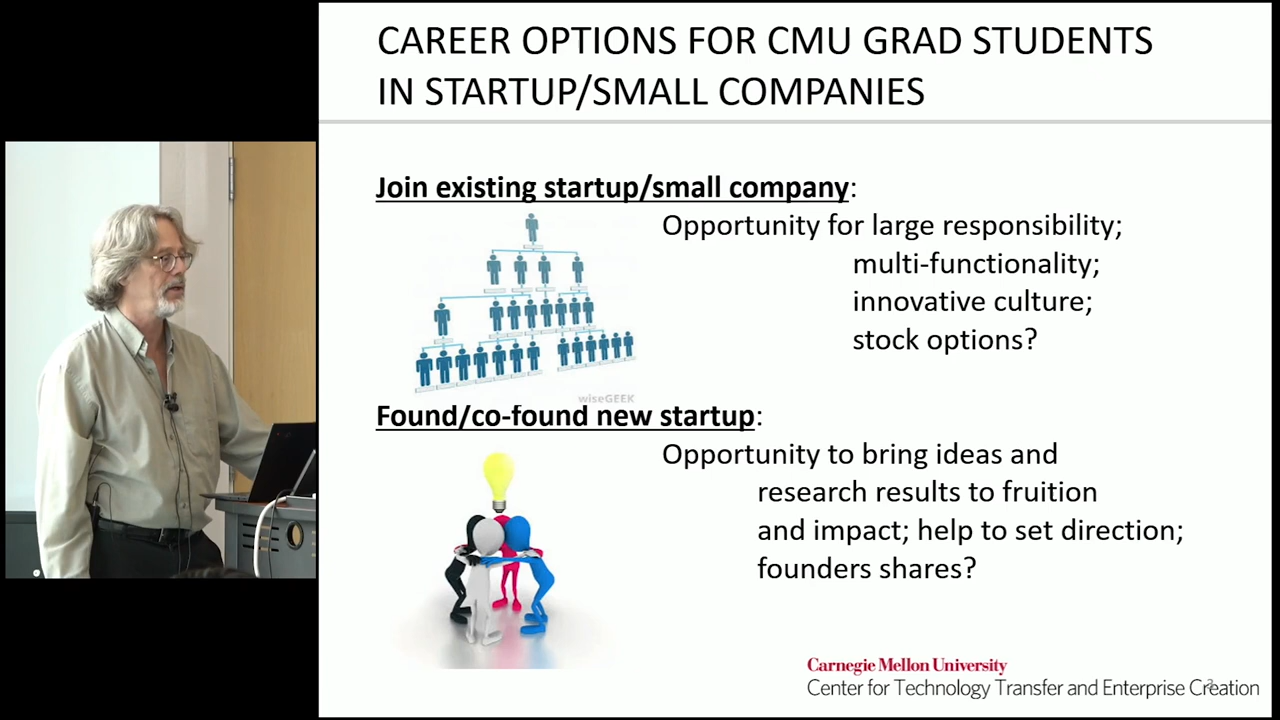 CAREER OPTIONS FOR CMU GRAD STUDENTS
IN STARTUP/SMALL COMPANIES
Join existing startup/small company:
Opportunity for large responsibility;
multi-functionality;
innovative culture;
stock options?
wiseGEEK
Found/co-found new startup:
Opportunity to bring ideas and
research results to fruition
and impact; help to set direction;
founders shares?
Carnegie Mellon University
Center for Technology Transfer and Enterprise Creation